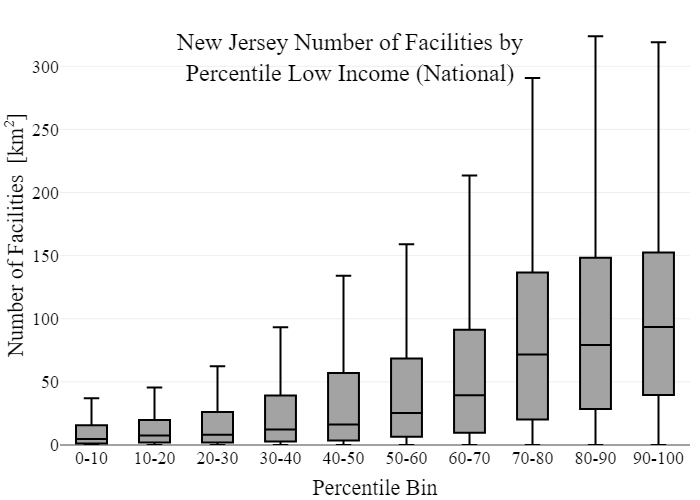 New Jersey Number of Facilities by
Percentile Low Income (National)
Number of Facilities [km²]
300
250
200
150
100
50
0
0-10 10-20 20-30 30-40 40-50 50-60 60-70 70-80 80-90 90-100
Percentile Bin